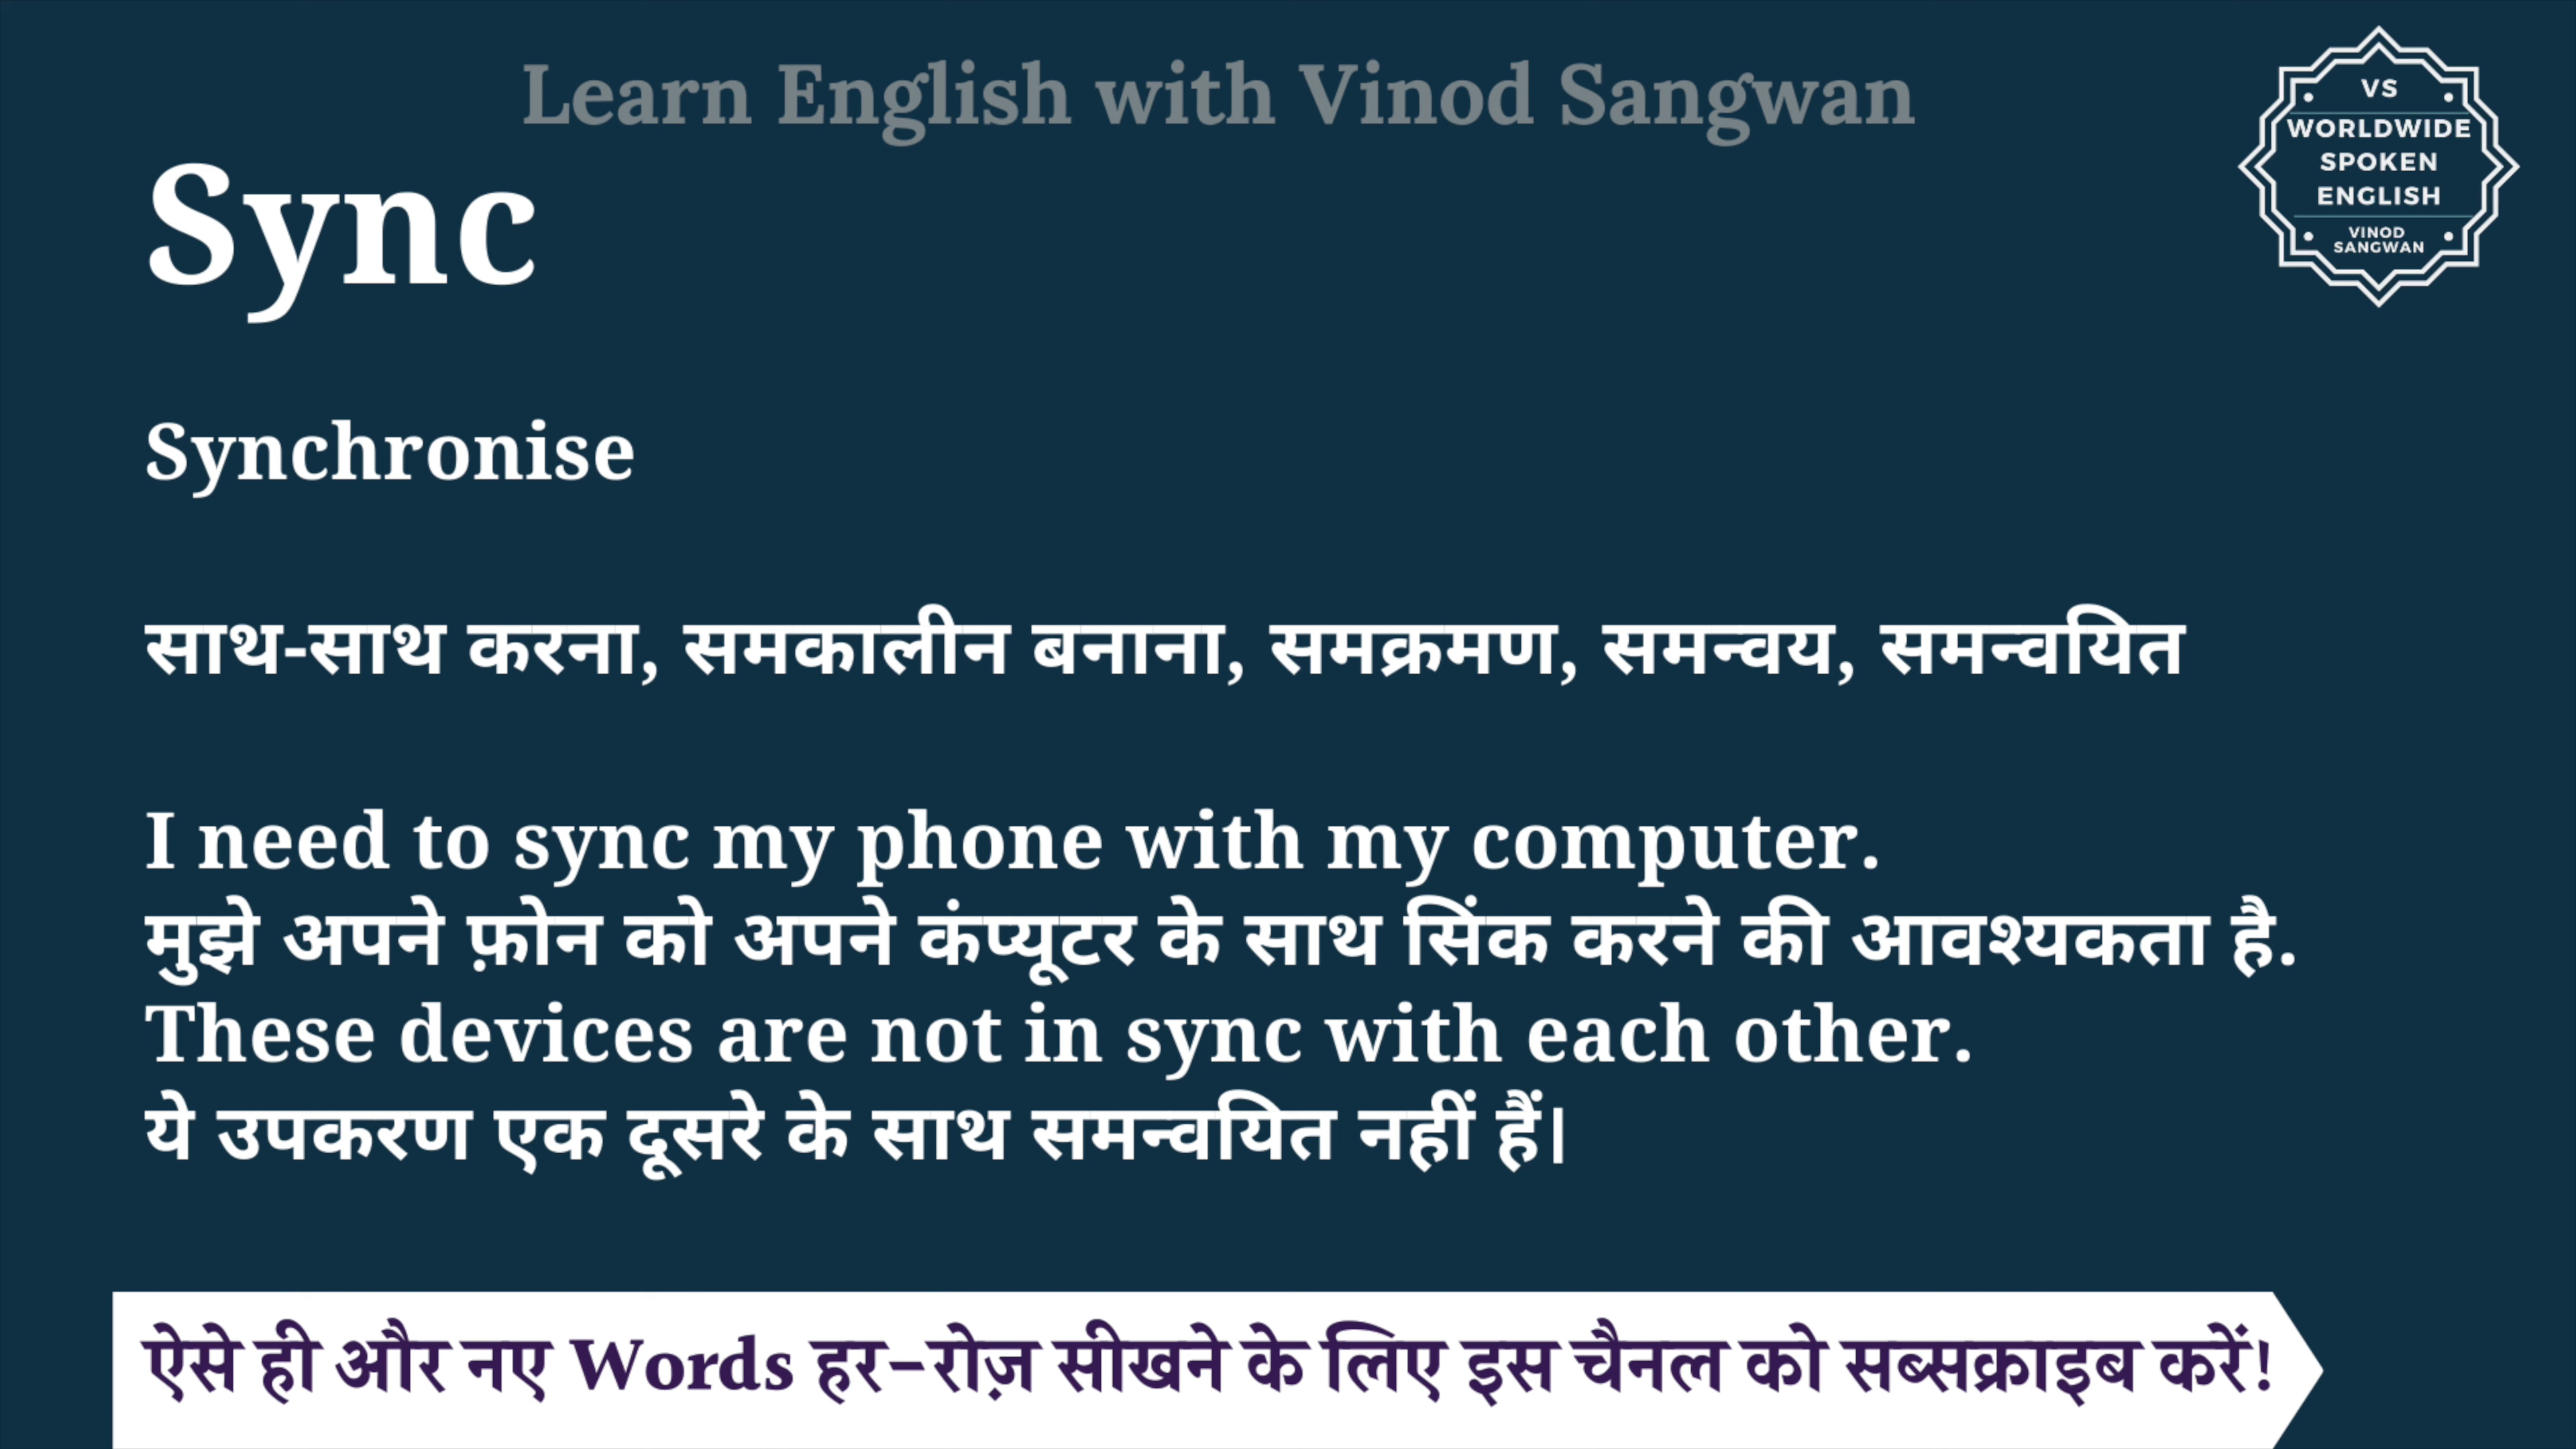 Learn English with Vinod Sangwan
VS
WORLDWIDE
SPOKEN
ENGLISH
VINOD
SANGWAN
Sync
Synchronise
साथ-साथ करना, समकालीन बनाना, समक्रमण, समन्वय, समन्वयित
I need to sync my phone with my computer.
मुझे अपने फ़ोन को अपने कंप्यूटर के साथ सिंक करने की आवश्यकता है.
These devices are not in sync with each other.
ये उपकरण एक दूसरे के साथ समन्वयित नहीं हैं।
ऐसे ही और नए Words हर-रोज़ सीखने के लिए इस चैनल को सब्सक्राइब करें!